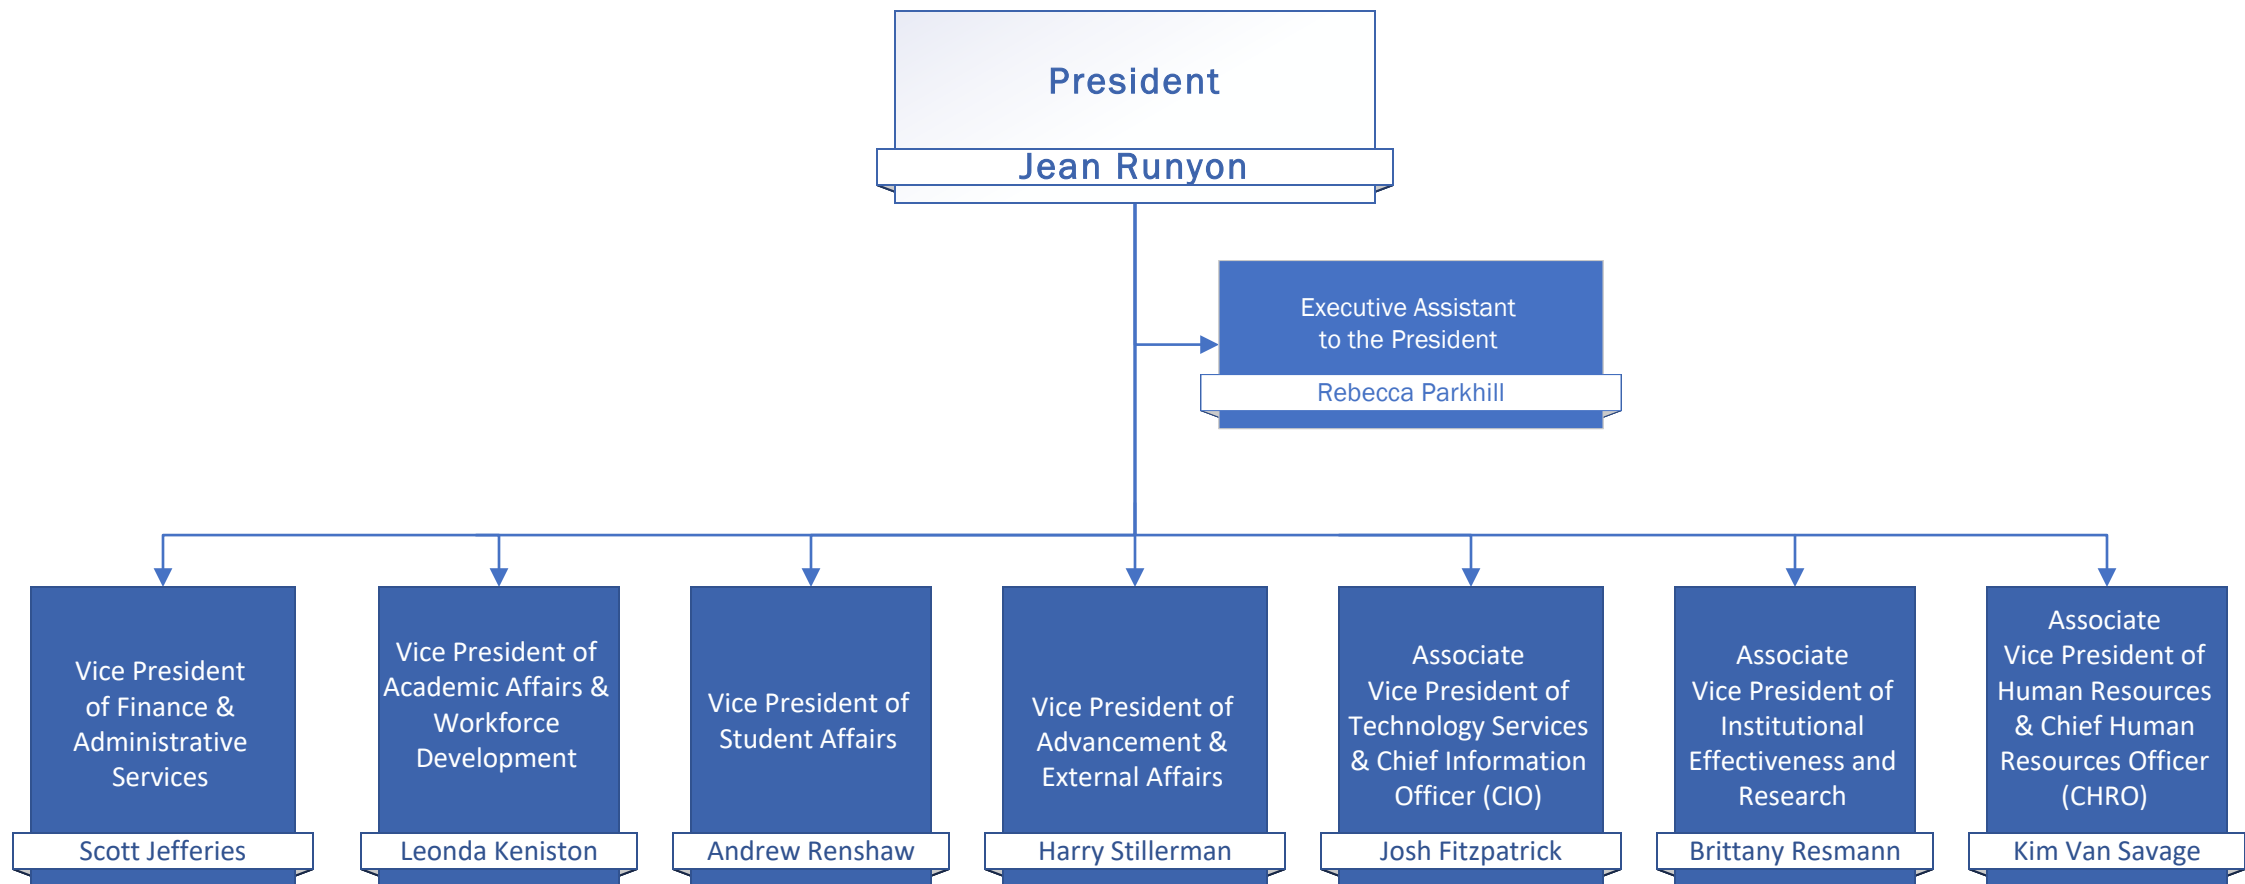 President
Jean Runyon
Executive Assistant
to the President
Rebecca Parkhill
Vice President
of Finance &
Administrative
Services
Scott Jefferies
Vice President of
Academic Affairs &
Workforce
Development
Leonda Keniston
Vice President of
Student Affairs
Andrew Renshaw
Vice President of
Advancement &
External Affairs
Harry Stillerman
Associate
Vice President of
Technology Services
& Chief Information
Officer (CIO)
Josh Fitzpatrick
Associate
Vice President of
Institutional
Effectiveness and
Research
Brittany Resmann
Associate
Vice President of
Human Resources
& Chief Human
Resources Officer
(CHRO)
Kim Van Savage